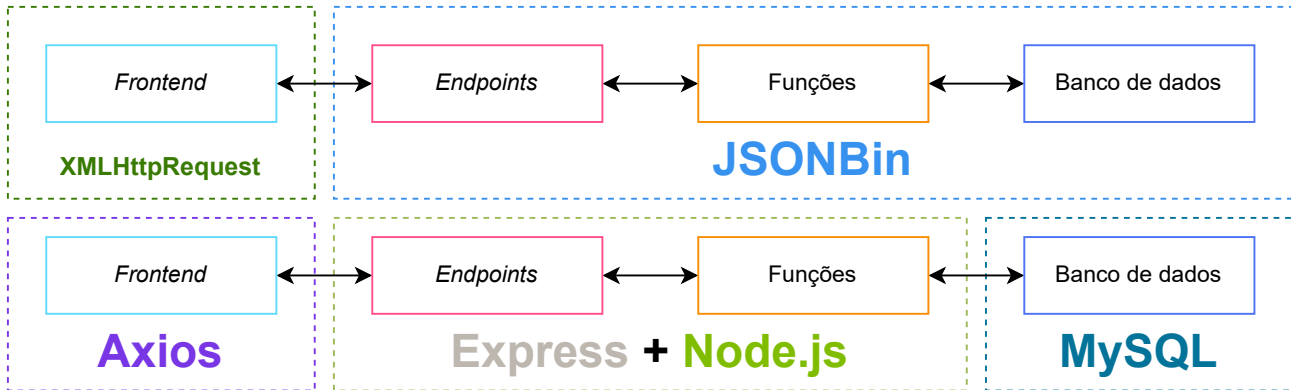 Frontend
Endpoints
Funções
Banco de dados
XMLHttpRequest
JSONBin
Frontend
Endpoints
Funções
Banco de dados
Axios
Express + Node.js
MySQL